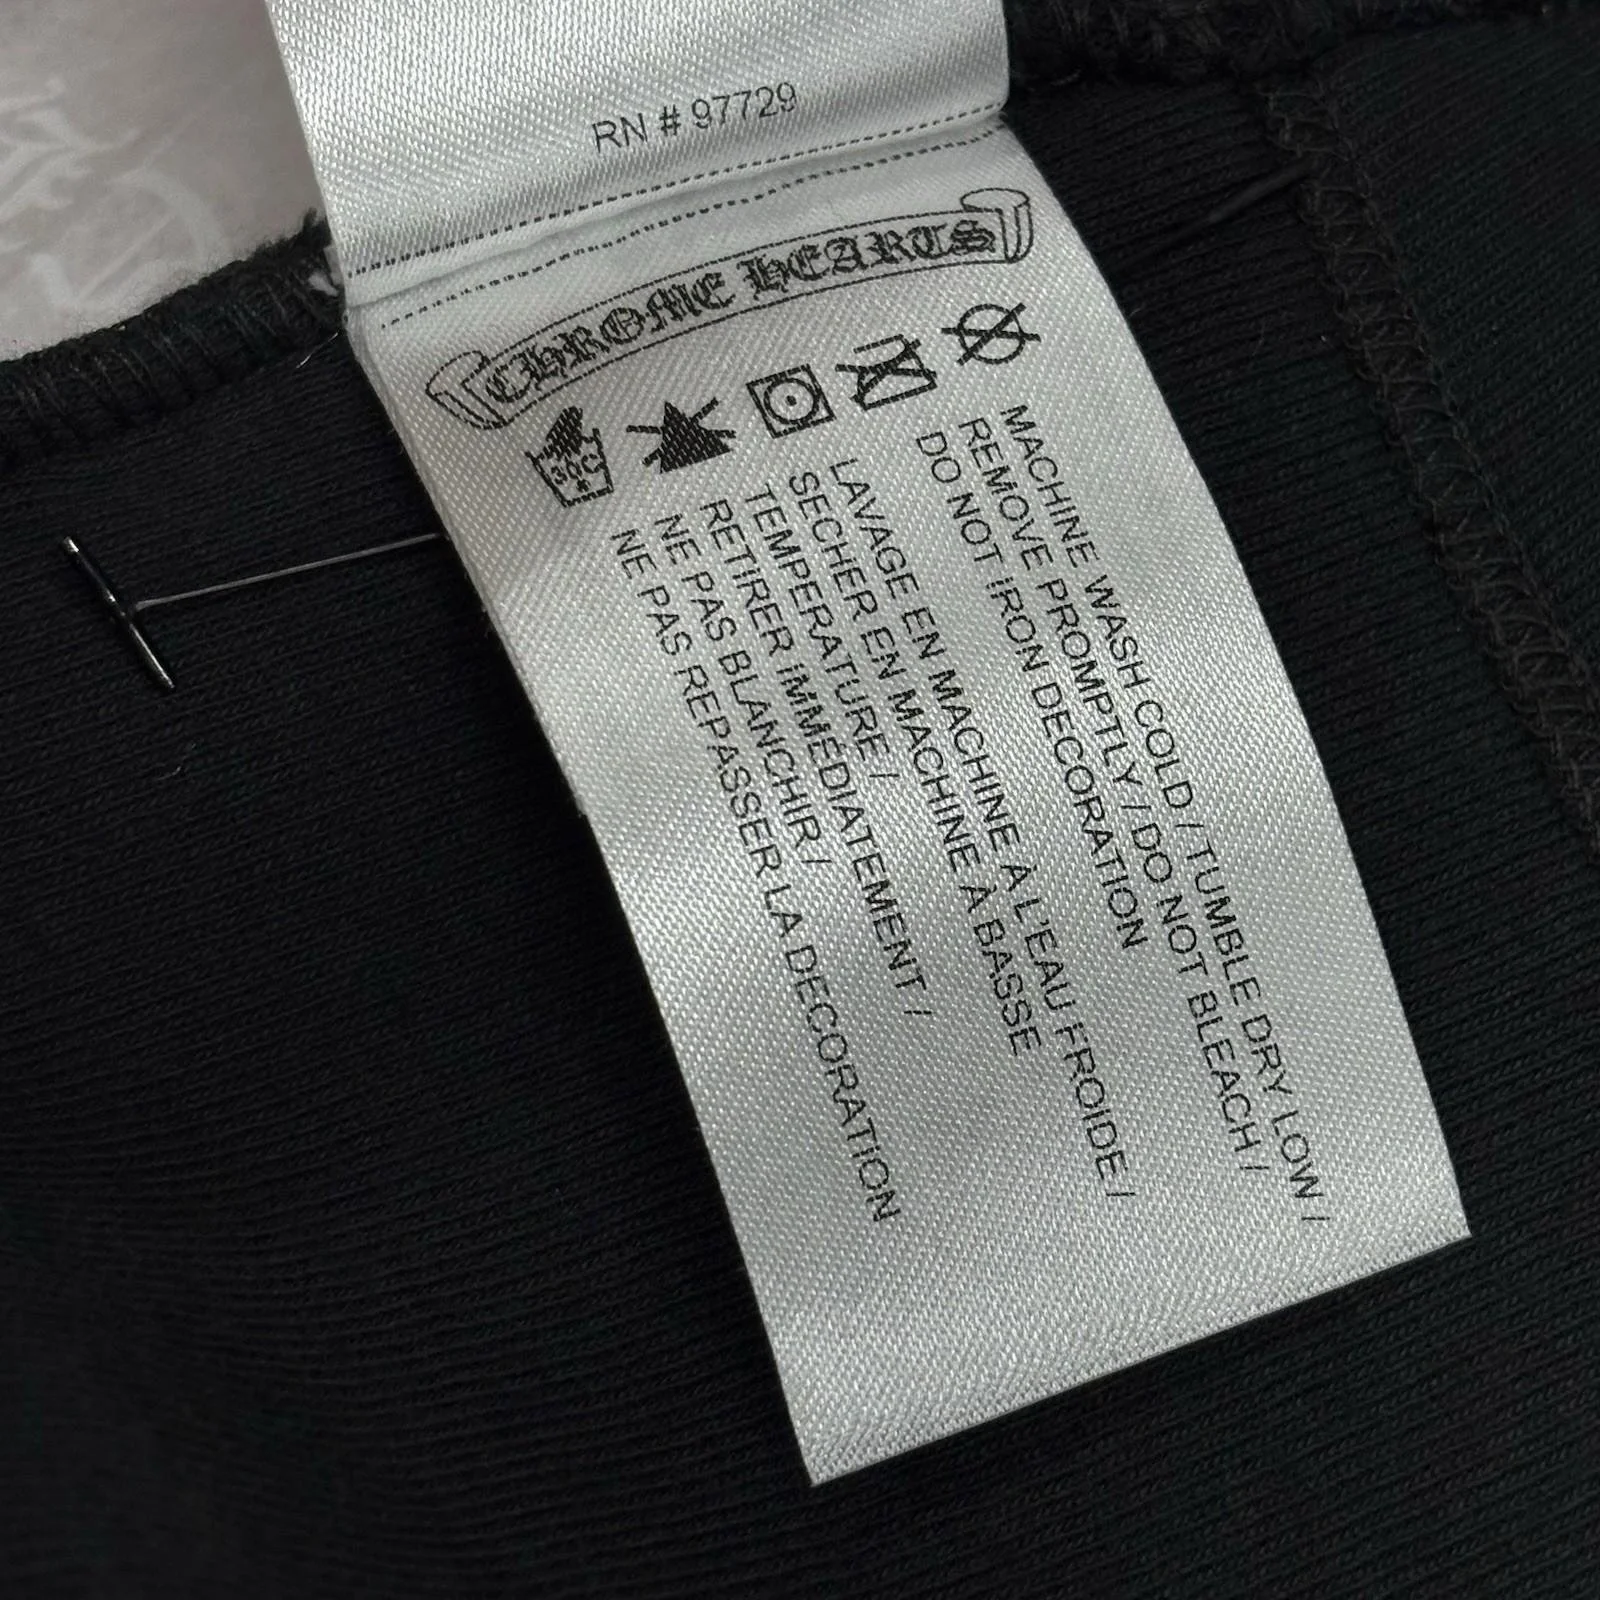 RN # 97729
CHROME HEARTS
30°C
MACHINE WASH COLD / TUMBLE DRY LOW /
REMOVE PROMPTLY / DO NOT BLEACH /
DO NOT IRON DECORATION
LAVAGE EN MACHINE À L'EAU FROIDE /
SECHER EN MACHINE À BASSE
TEMPERATURE /
RETIRER IMMÉDIATEMENT /
NE PAS BLANCHIR /
NE PAS REPASSER LA DECORATION